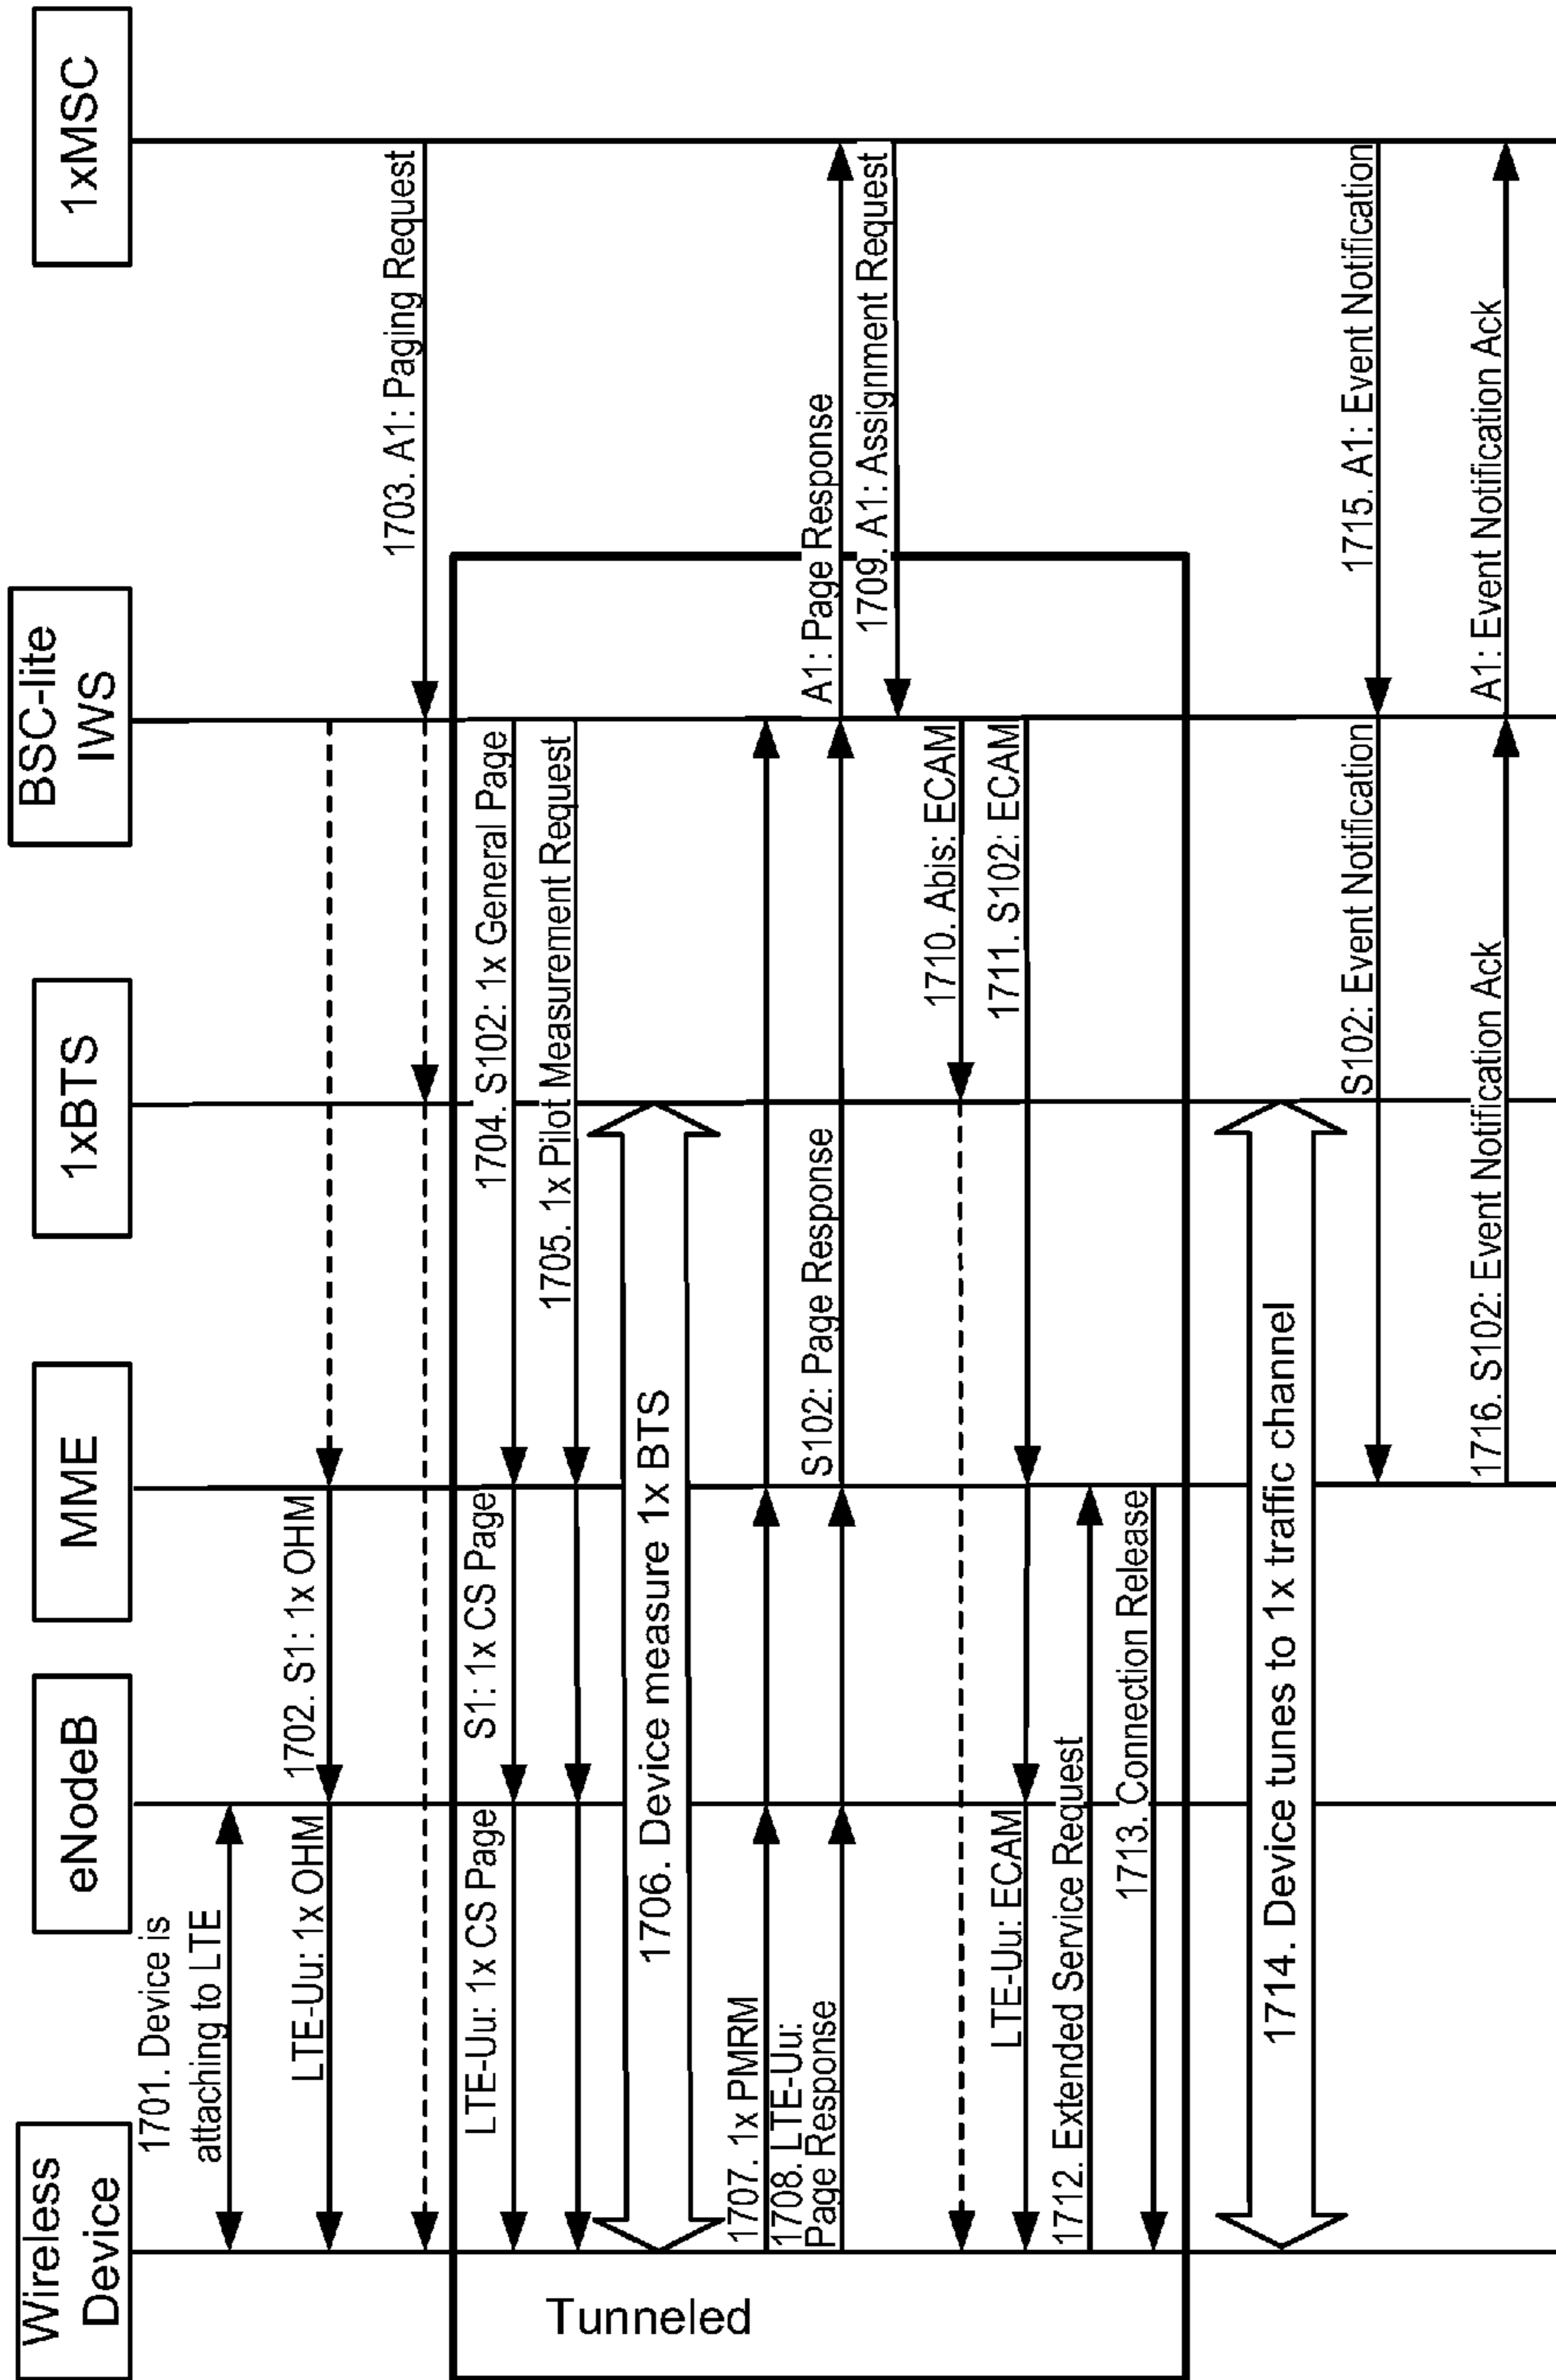 Wireless
Device
eNodeB
MME
1xBTS
BSC-lite
IWS
1xMSC
1701. Device is
attaching to LTE
LTE-Uu: 1x OHM
1702. S1: 1x OHM
1703. A1: Paging Request
LTE-Uu: 1x CS Page
S1: 1x CS Page
1704. S102: 1x General Page
1705. 1x Pilot Measurement Request
1706. Device measure 1x BTS
1707. 1x PMRM
1708. LTE-Uu:
Page Response
S102: Page Response
A1: Page Response
1709. A1: Assignment Request
1710. Abis: ECAM
LTE-Uu: ECAM
1711. S102: ECAM
1712. Extended Service Request
1713. Connection Release
Tunneled
1714. Device tunes to 1x traffic channel
S102: Event Notification
1715. A1: Event Notification
1716. S102: Event Notification Ack
A1: Event Notification Ack